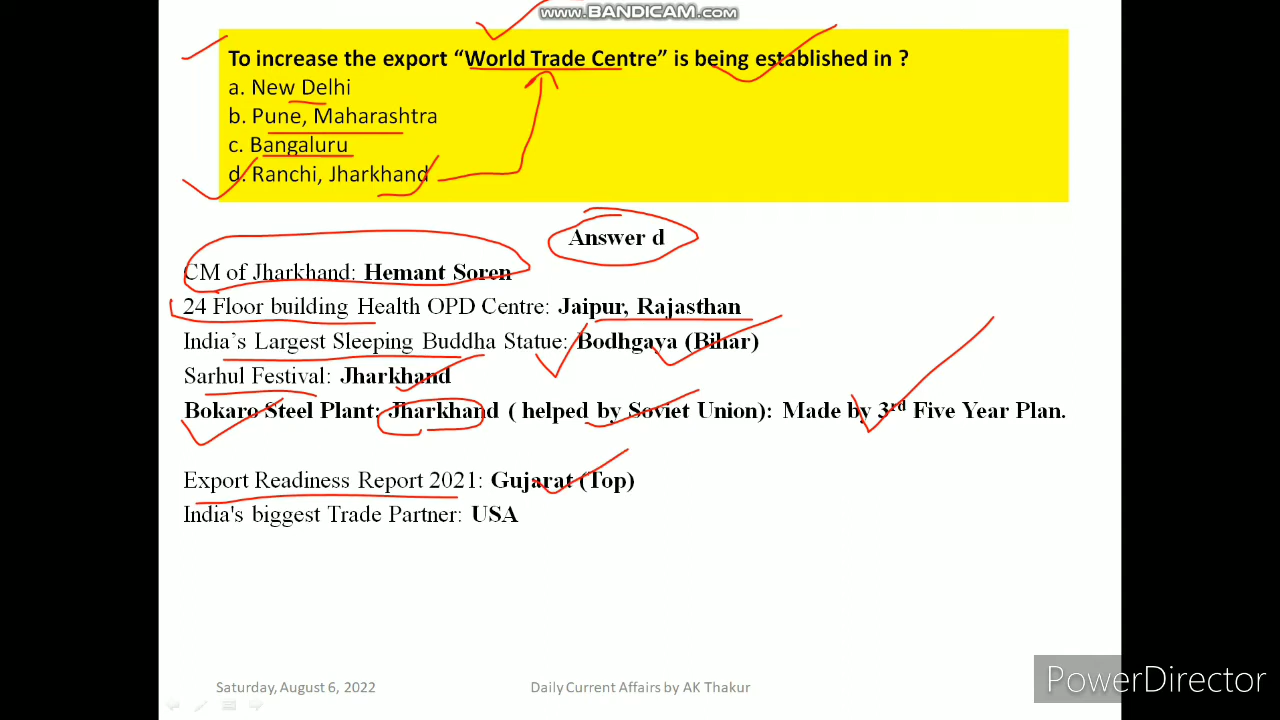 www.BANDICAM.com
To increase the export “World Trade Centre” is being established in ?
a. New Delhi
b. Pune, Maharashtra
c. Bangaluru
d. Ranchi, Jharkhand
Answer d
CM of Jharkhand: Hemant Soren
24 Floor building Health OPD Centre: Jaipur, Rajasthan
India’s Largest Sleeping Buddha Statue: Bodhgaya (Bihar)
Sarhul Festival: Jharkhand
Bokaro Steel Plant: Jharkhand ( helped by Soviet Union): Made by 3rd Five Year Plan.
Export Readiness Report 2021: Gujarat (Top)
India's biggest Trade Partner: USA
Saturday, August 6, 2022
Daily Current Affairs by AK Thakur
PowerDirector